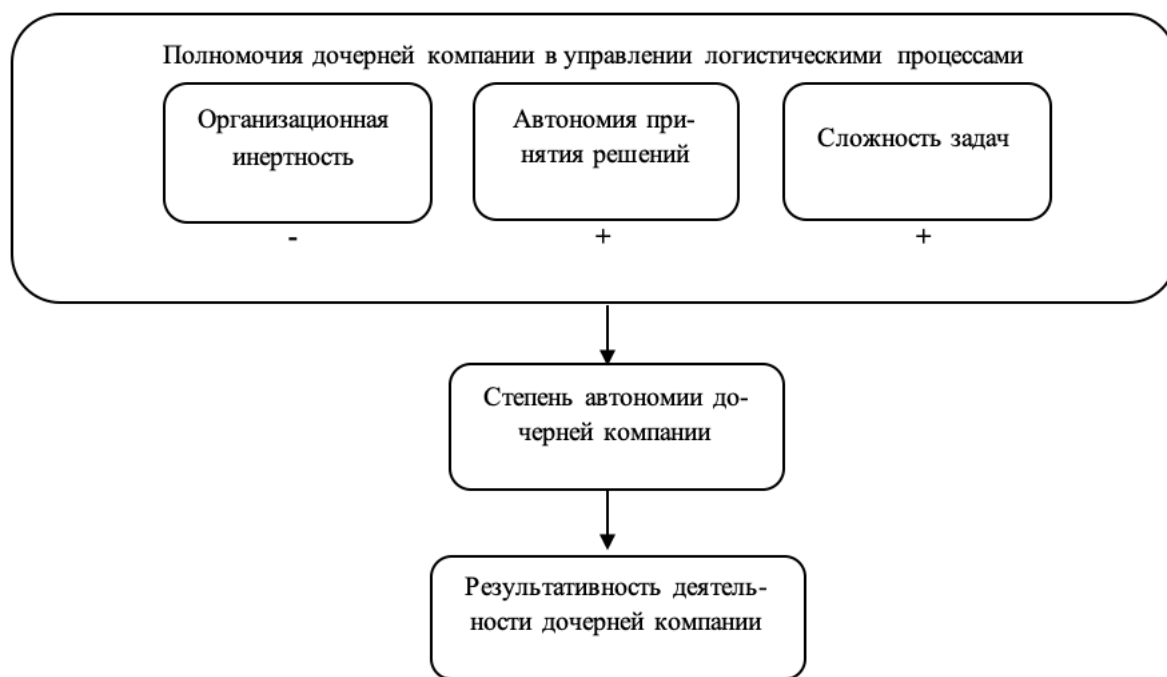 Полномочия дочерней компании в управлении логистическими процессами
Организационная
инертность
Автономия при-
нятия решений
Сложность задач
-
+
+
Степень автономии до-
черней компании
Результативность деятель-
ности дочерней компании